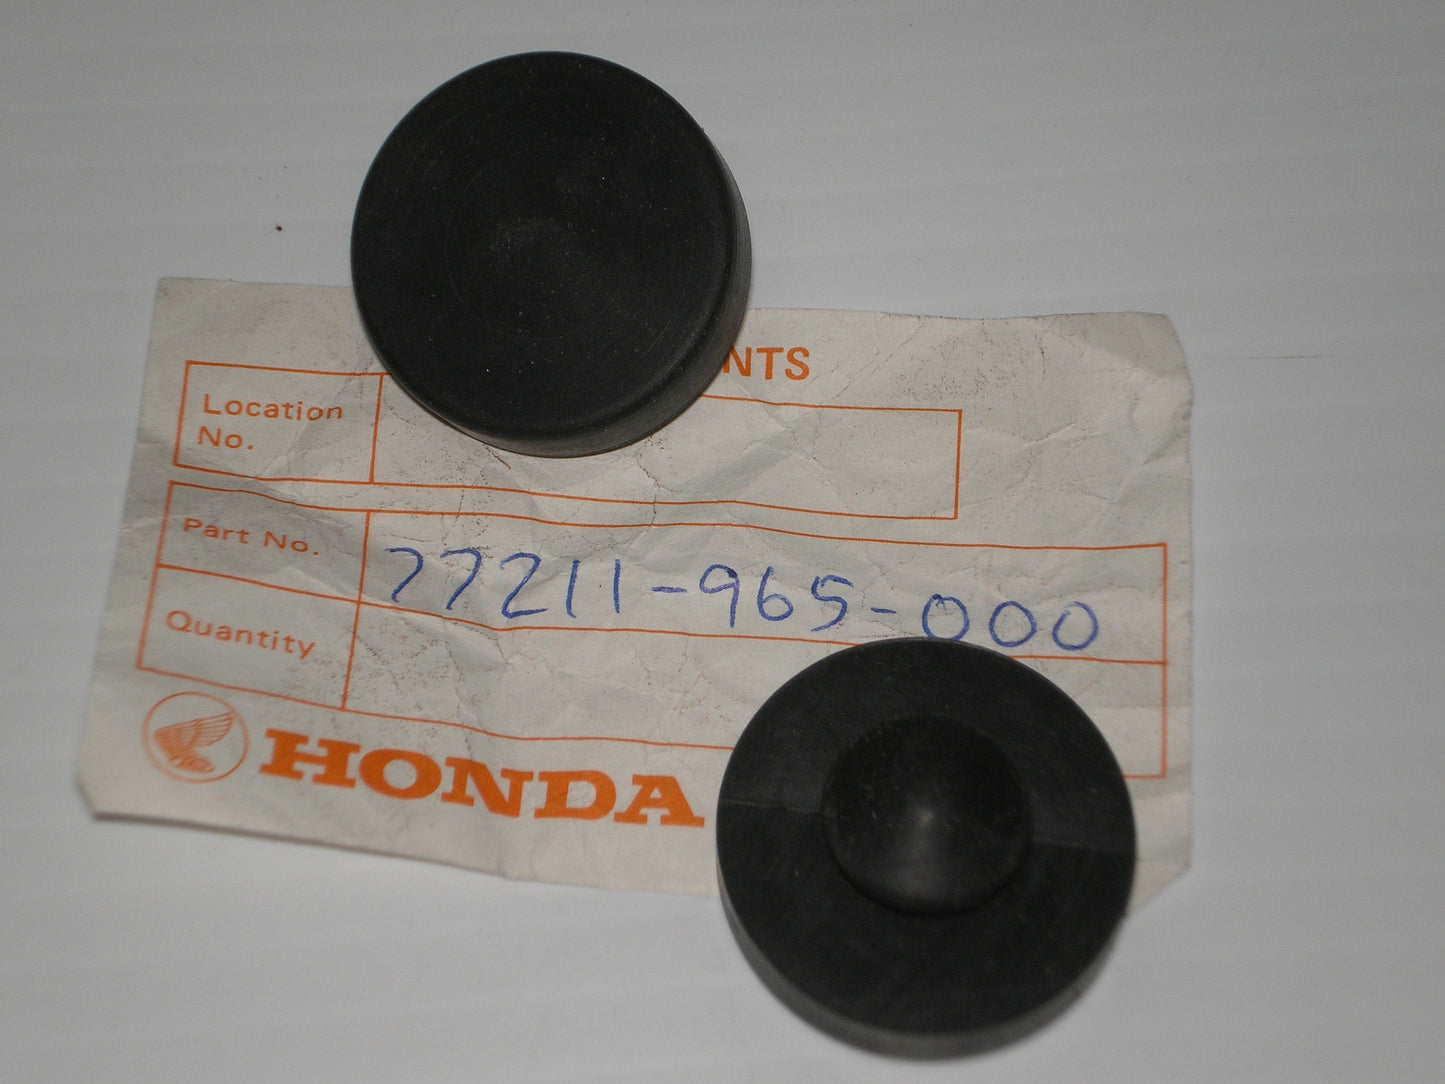 NTS
Location
No.
Part No. 77211-965-000
Quantity
HONDA